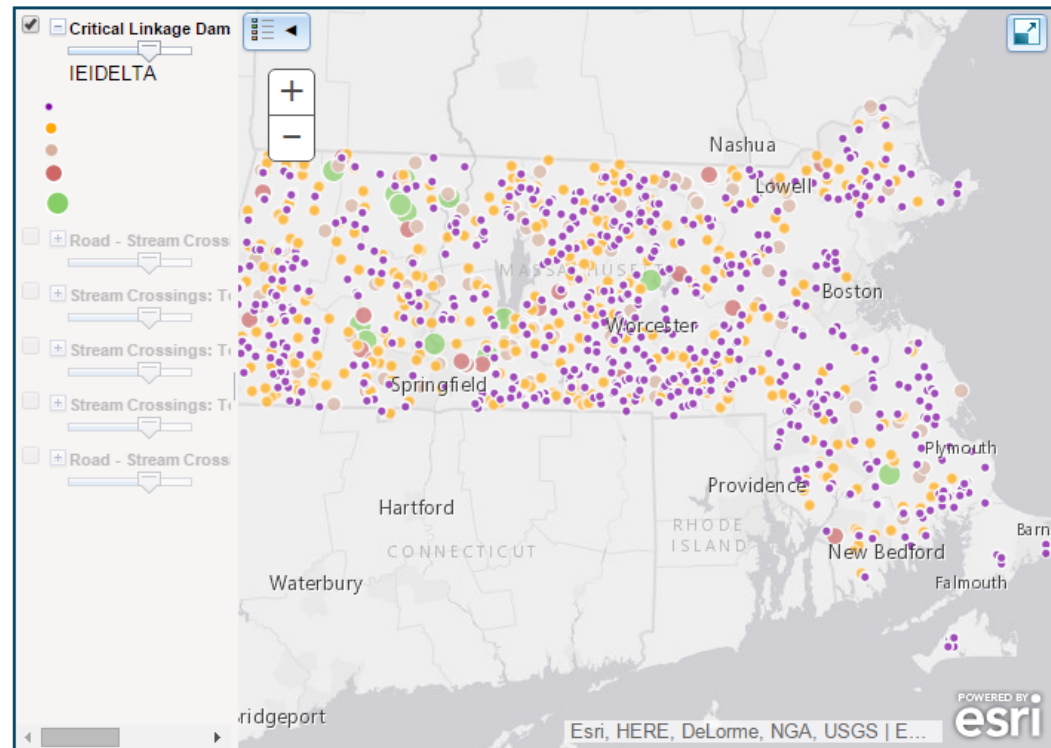 Critical Linkage Dam
IEIDELTA
Road - Stream Cross
Stream Crossings: T
Stream Crossings: T
Stream Crossings: T
Road - Stream Cross
+
−
Nashua
Lowell
MASSACHUSETT
Boston
Worcester
Springfield
Plymouth
Providence
Hartford
RHODE
ISLAND
CONNECTICUT
New Bedford
Barn
Waterbury
Falmouth
ridgeport
POWERED BY
esri
Esri, HERE, DeLorme, NGA, USGS | E...